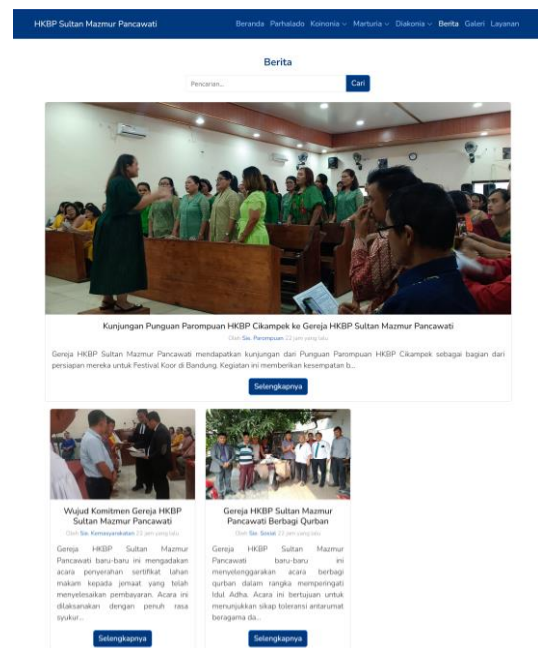 HKBP Sultan Mazmur Pancawati
Beranda Parhalado Koinonia Marturia Diakonia Berita Galeri Layanan
Berita
Pencarian...
Cari
Kunjungan Punguan Parompuan HKBP Cikampek ke Gereja HKBP Sultan Mazmur Pancawati
Oleh Sie. Parompuan 22 jam yang lalu
Gereja HKBP Sultan Mazmur Pancawati mendapatkan kunjungan dari Punguan Parompuan HKBP Cikampek sebagai bagian dari
persiapan mereka untuk Festival Koor di Bandung. Kegiatan ini memberikan kesempatan b...
Selengkapnya
Wujud Komitmen Gereja HKBP
Sultan Mazmur Pancawati
Oleh Sie. Kemasyarakatan 22 jam yang lalu
Gereja HKBP Sultan Mazmur
Pancawati baru-baru ini mengadakan
acara penyerahan sertifikat lahan
makam kepada jemaat yang telah
menyelesaikan pembayaran. Acara ini
dilaksanakan dengan penuh rasa
syukur...
Selengkapnya
Gereja HKBP Sultan Mazmur
Pancawati Berbagi Qurban
Oleh Sie. Sosial 22 jam yang lalu
Gereja HKBP Sultan Mazmur
Pancawati baru-baru ini
menyelenggarakan acara berbagi
qurban dalam rangka memperingati
Idul Adha. Acara ini bertujuan untuk
menunjukkan sikap toleransi antarumat
beragama da...
Selengkapnya